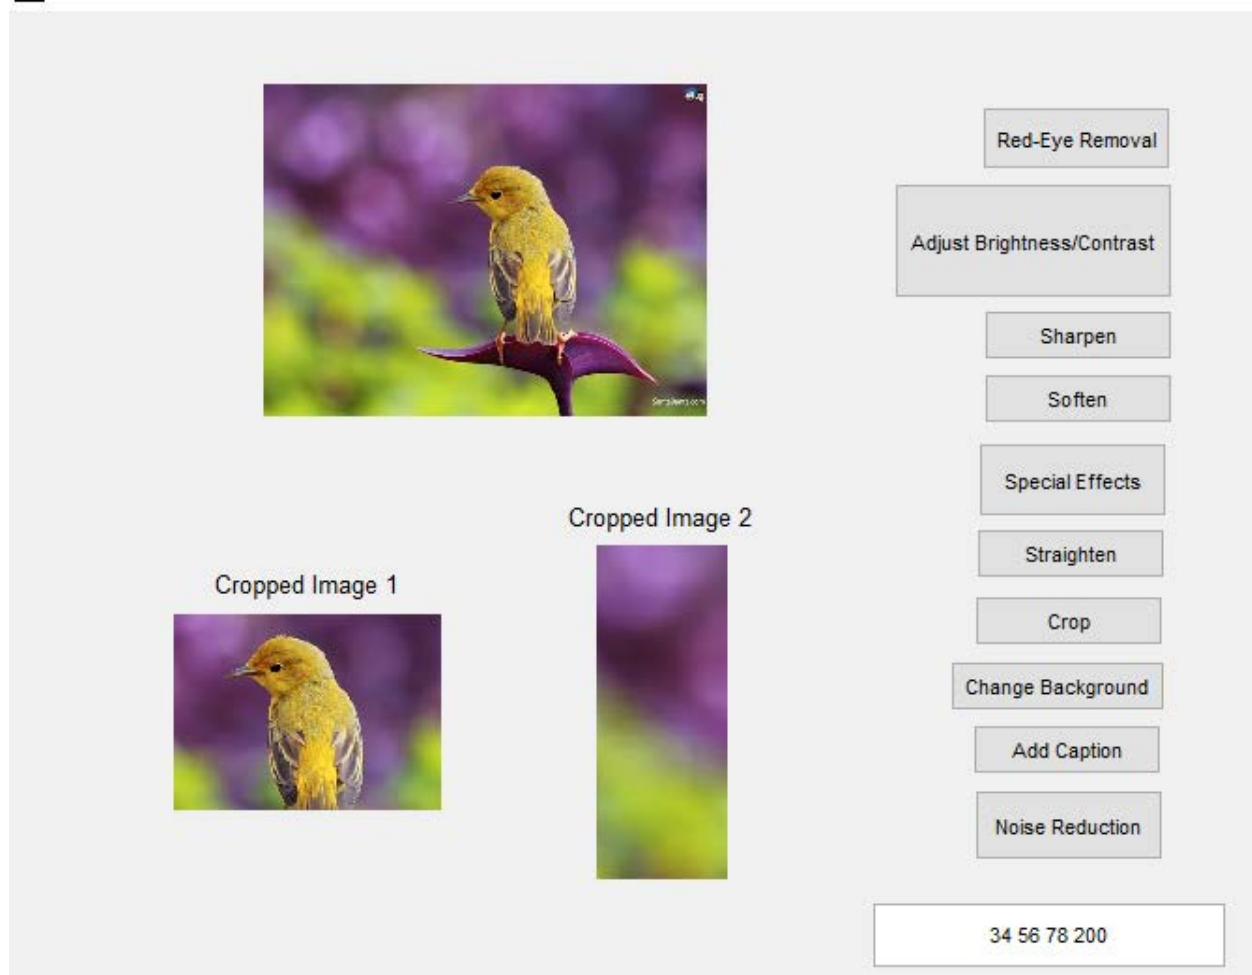 Red-Eye Removal
Adjust Brightness/Contrast
Sharpen
Soften
Special Effects
Cropped Image 2
Straighten
Cropped Image 1
Crop
Change Background
Add Caption
Noise Reduction
34 56 78 200